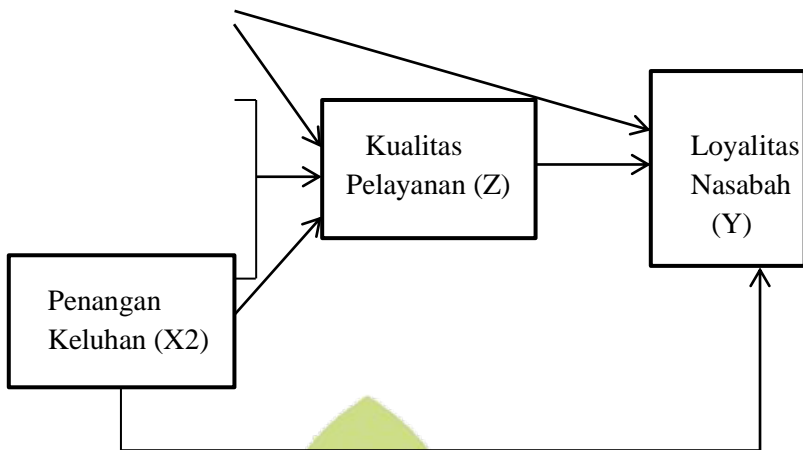 Kualitas
Pelayanan (Z)
Loyalitas
Nasabah
(Y)
Penangan
Keluhan (X2)